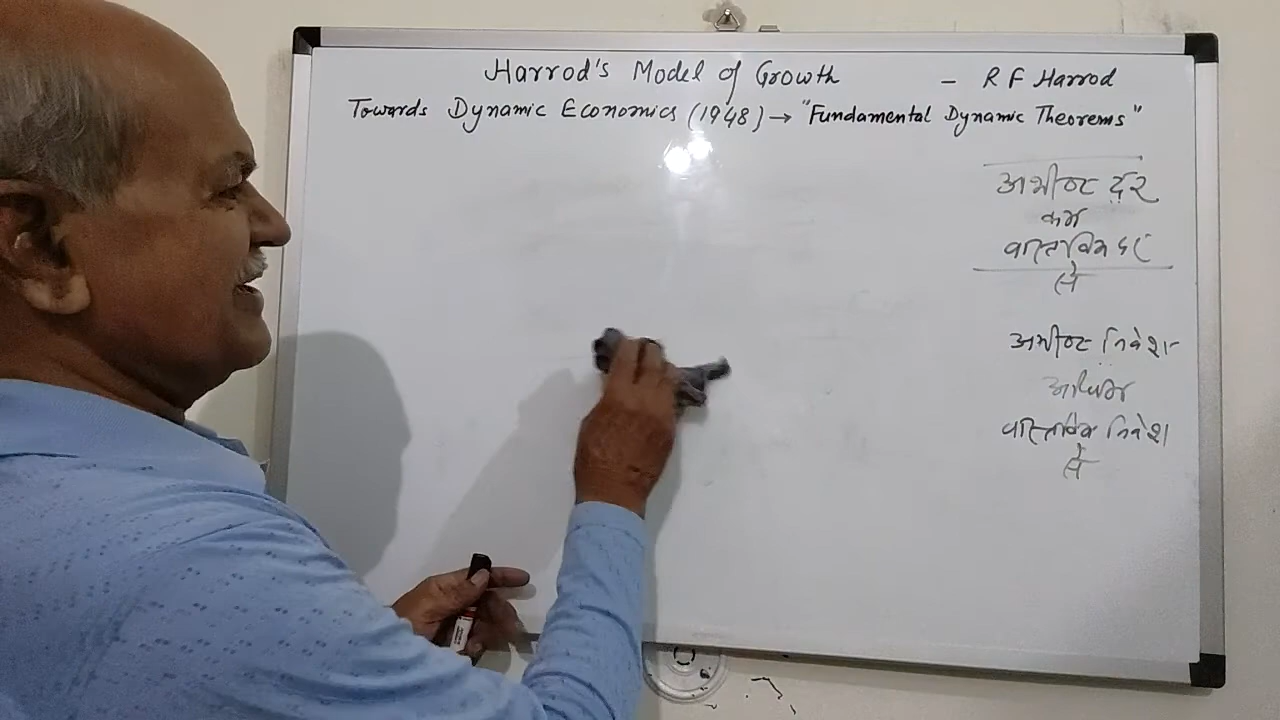 Harrod's Model of Growth – R F Harrod
Towards Dynamic Economics (1948) → "Fundamental Dynamic Theorems"
अभीष्ट दर
कम
वास्तविक दर
से
अभीष्ट निवेश
अधिक
वास्तविक निवेश
से